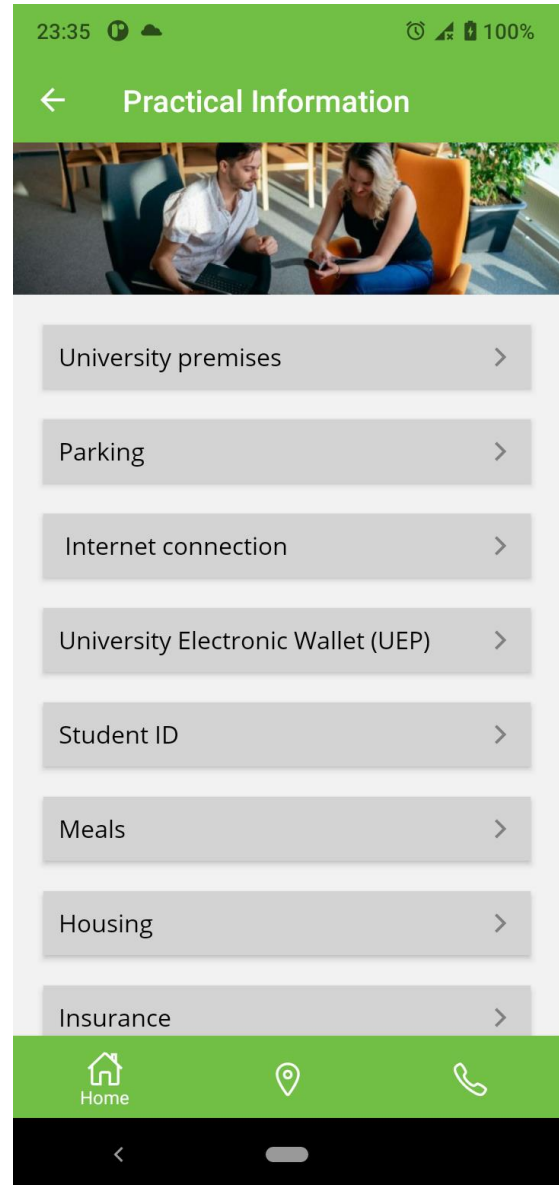 23:35 100%
Practical Information
University premises
Parking
Internet connection
University Electronic Wallet (UEP)
Student ID
Meals
Housing
Insurance
Home